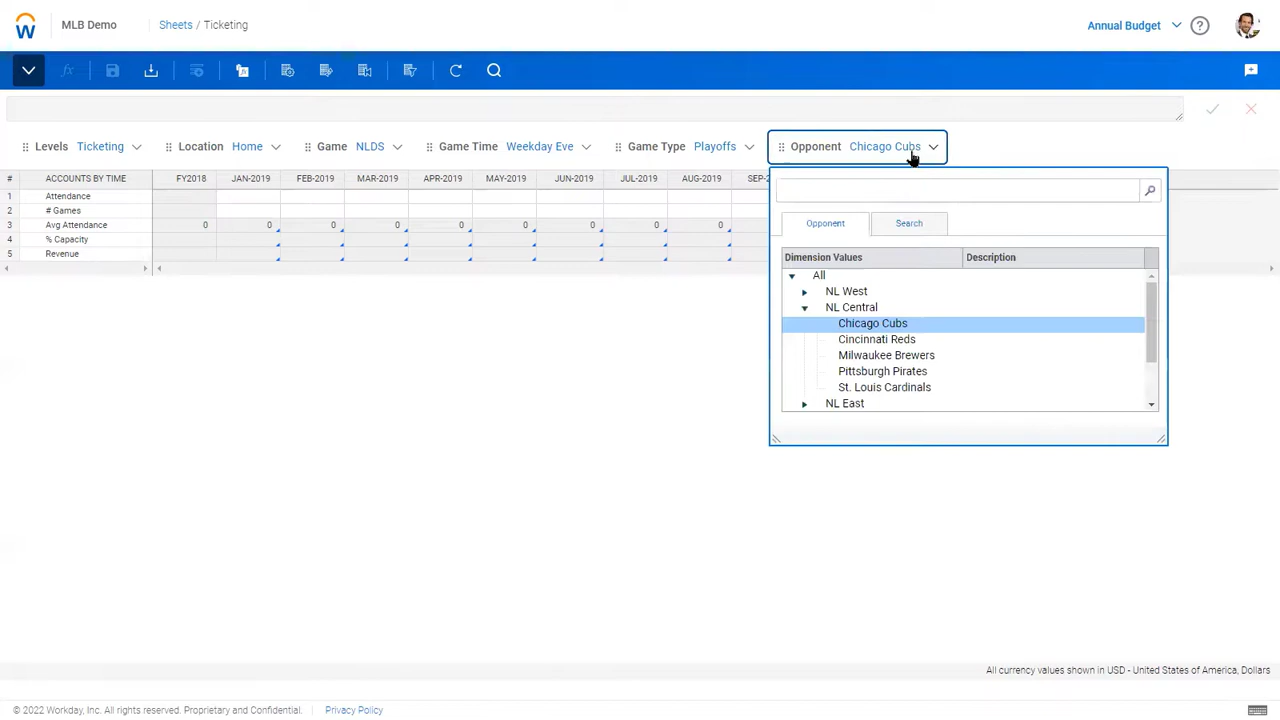 MLB Demo Sheets / Ticketing Annual Budget
fx
Levels Ticketing Location Home Game NLDS Game Time Weekday Eve Game Type Playoffs Opponent Chicago Cubs
# ACCOUNTS BY TIME FY2018 JAN-2019 FEB-2019 MAR-2019 APR-2019 MAY-2019 JUN-2019 JUL-2019 AUG-2019 SEP-2
1 Attendance
2 # Games
3 Avg Attendance 0 0 0 0 0 0 0 0 0
4 % Capacity
5 Revenue
Opponent Search
Dimension Values Description
All
NL West
NL Central
Chicago Cubs
Cincinnati Reds
Milwaukee Brewers
Pittsburgh Pirates
St. Louis Cardinals
NL East
All currency values shown in USD - United States of America, Dollars
© 2022 Workday, Inc. All rights reserved. Proprietary and Confidential. Privacy Policy